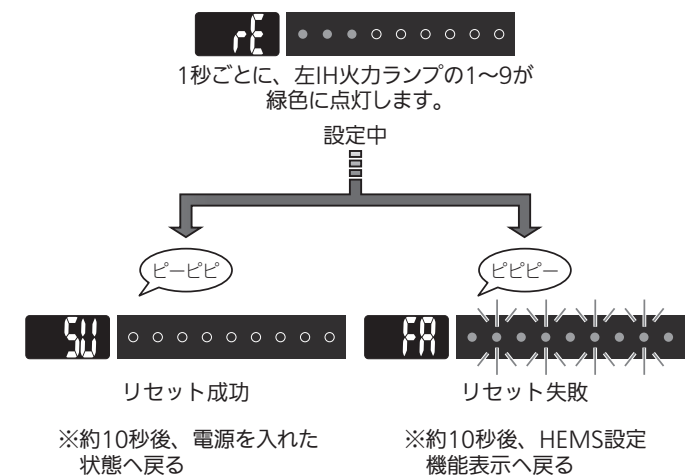 rE
1秒ごとに、左IH火力ランプの1〜9が
緑色に点灯します。
設定中
ピーピピ
ピピピー
SU
FA
リセット成功
リセット失敗
※約10秒後、電源を入れた
状態へ戻る
※約10秒後、HEMS設定
機能表示へ戻る